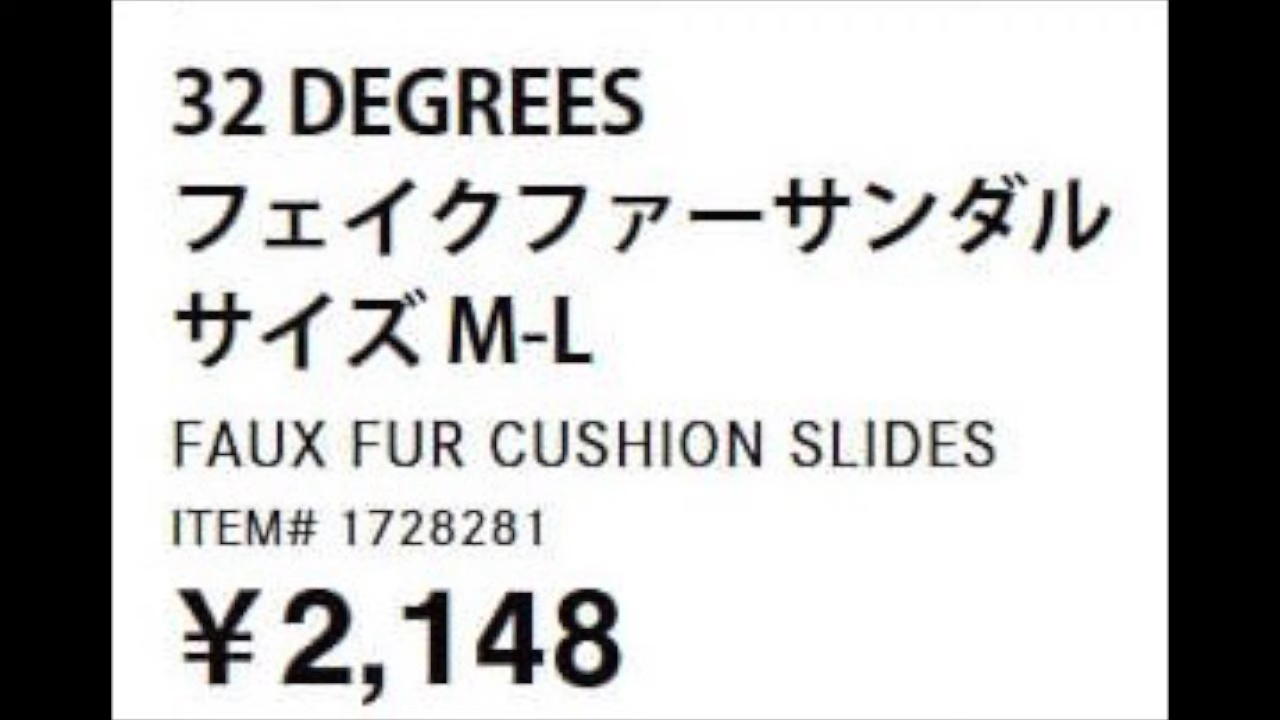 32 DEGREES
フェイクファーサンダル
サイズ M-L
FAUX FUR CUSHION SLIDES
ITEM# 1728281
¥2,148